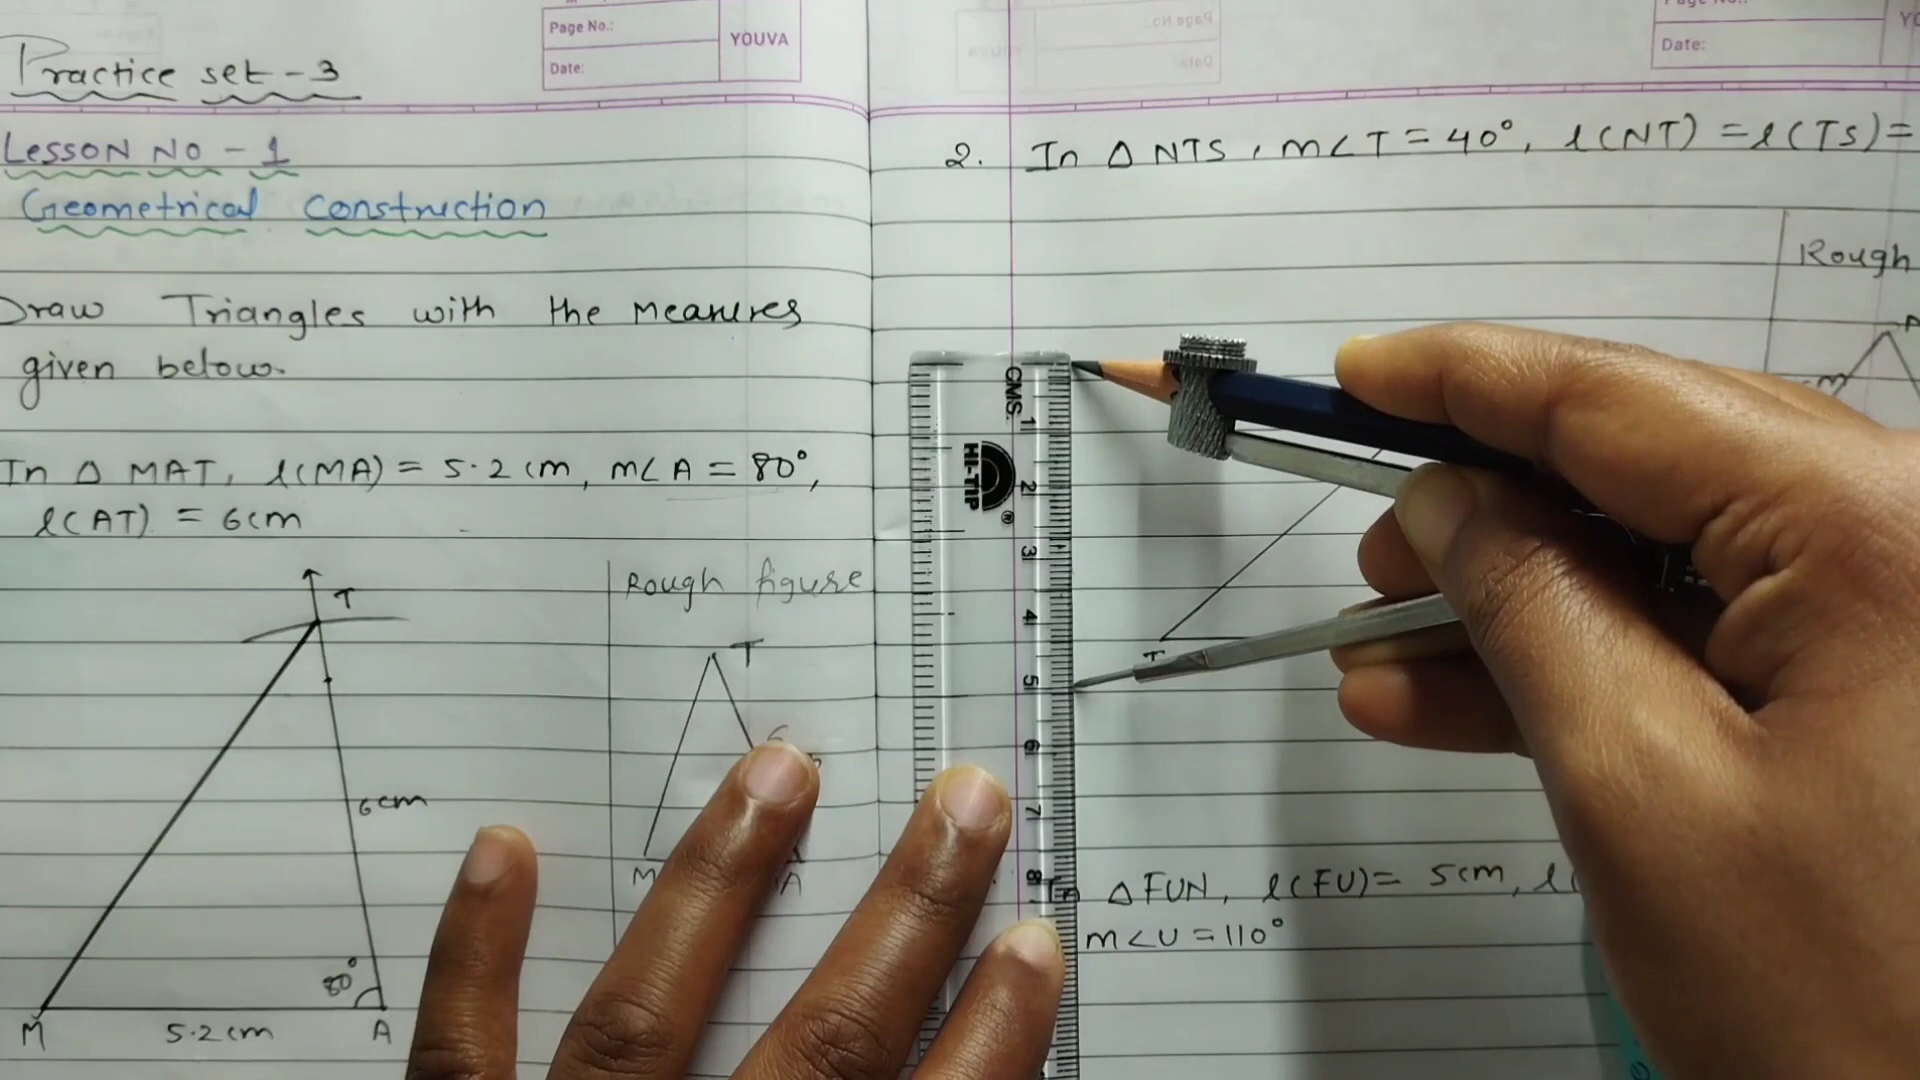 Page No.:
Date:
YOUVA
Date:
Practice set - 3
LESSON NO - 1
Geometrical construction
Draw Triangles with the measures
given below.
In △ MAT, l(MA) = 5.2 cm, m∠A = 80°,
l(AT) = 6cm
T
6cm
80°
M
5.2cm
A
Rough figure
T
M
A
2. In △ NTS, m∠T = 40°, l(NT) = l(TS) =
Rough
CMS.
1
2
3
4
5
6
7
8
HI-TIP
®
T
△ FUN, l(FU) = 5cm,
m∠U = 110°